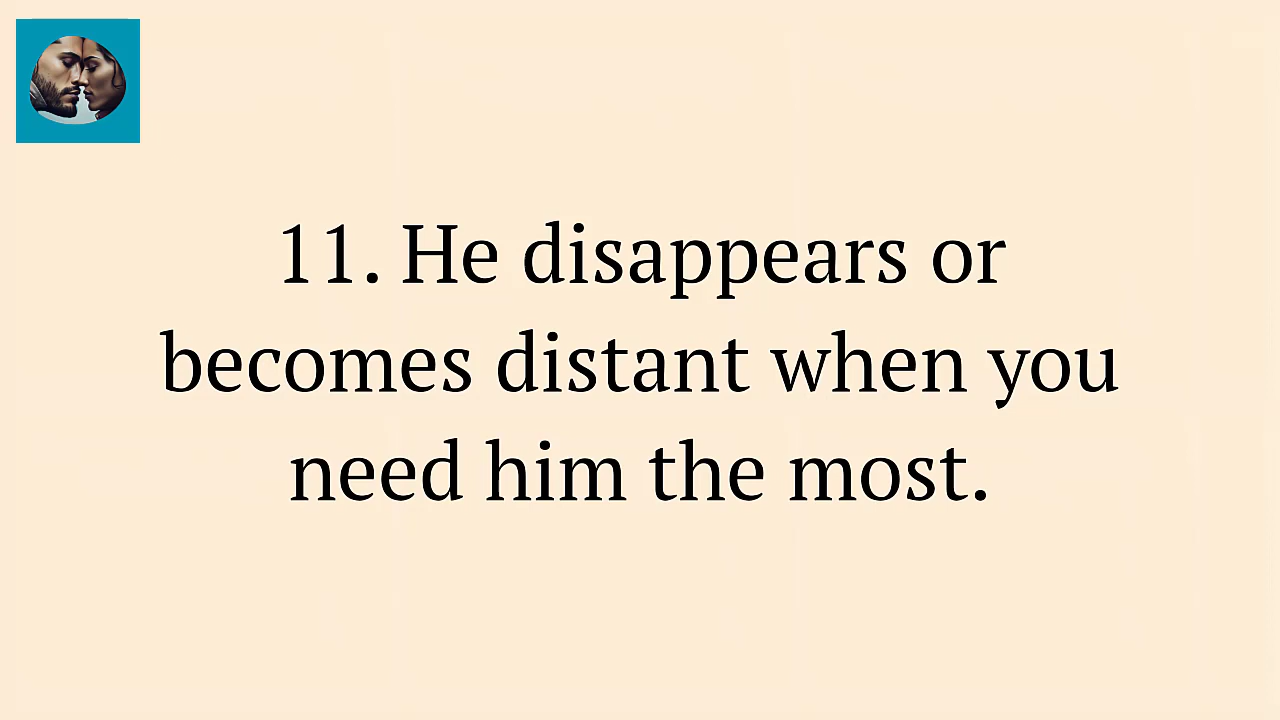 11. He disappears or
becomes distant when you
need him the most.